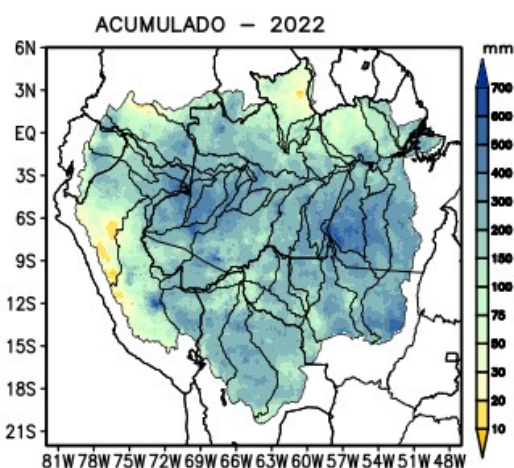 ACUMULADO – 2022
6N
3N
EQ
3S
6S
9S
12S
15S
18S
21S
81W 78W 75W 72W 69W 66W 63W 60W 57W 54W 51W 48W
mm
700
600
500
400
300
200
150
100
75
50
30
20
10